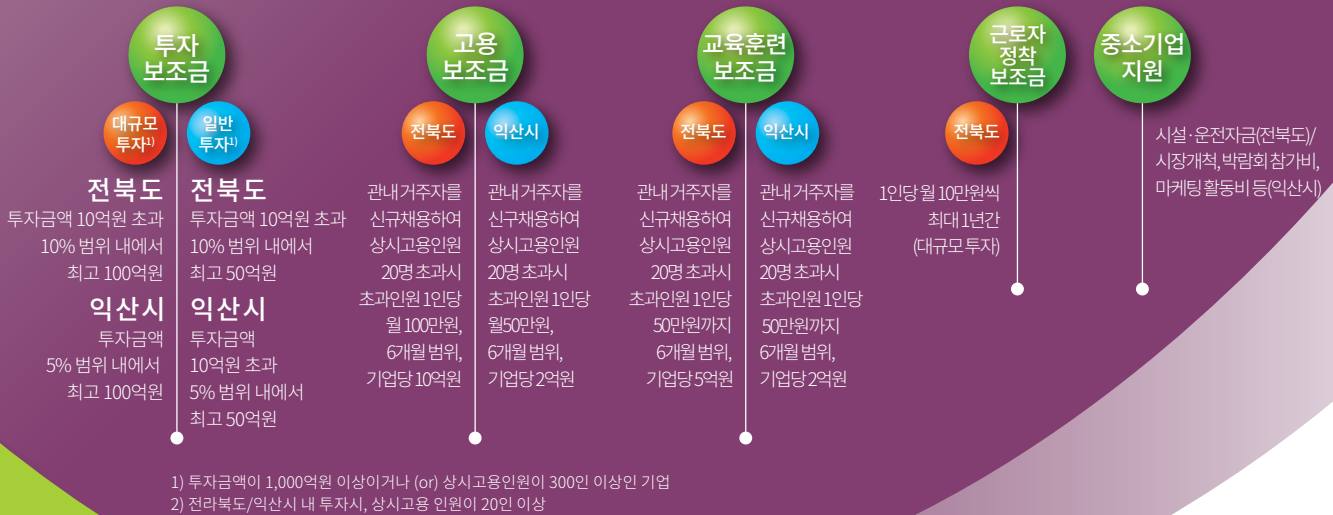 투자
보조금
대규모
투자1)
일반
투자1)
전북도
투자금액 10억원 초과
10% 범위 내에서
최고 100억원
익산시
투자금액
5% 범위 내에서
최고 100억원
전북도
투자금액 10억원 초과
10% 범위 내에서
최고 50억원
익산시
투자금액
10억원 초과
5% 범위 내에서
최고 50억원
고용
보조금
전북도
관내 거주자를
신규채용하여
상시고용인원
20명 초과시
초과인원 1인당
월 100만원,
6개월 범위,
기업당 10억원
익산시
관내 거주자를
신구채용하여
상시고용인원
20명 초과시
초과인원 1인당
월50만원,
6개월 범위,
기업당 2억원
교육훈련
보조금
전북도
관내 거주자를
신규채용하여
상시고용인원
20명 초과시
초과인원 1인당
50만원까지
6개월 범위,
기업당 5억원
익산시
관내 거주자를
신규채용하여
상시고용인원
20명 초과시
초과인원 1인당
50만원까지
6개월 범위,
기업당 2억원
근로자
정착
보조금
전북도
1인당 월 10만원씩
최대 1년간
(대규모 투자)
중소기업
지원
시설·운전자금(전북도)/
시장개척, 박람회 참가비,
마케팅 활동비 등(익산시)
1) 투자금액이 1,000억원 이상이거나 (or) 상시고용인원이 300인 이상인 기업
2) 전라북도/익산시 내 투자시, 상시고용 인원이 20인 이상